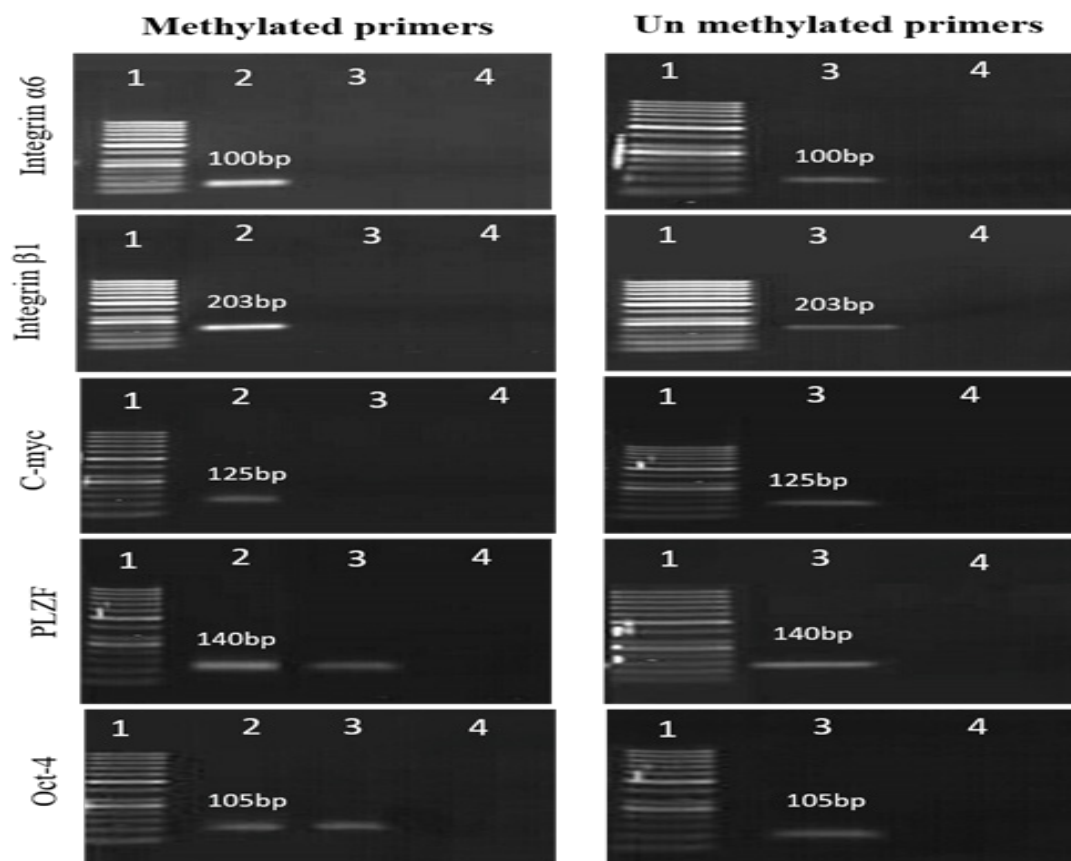 Methylated primers
Un methylated primers
Integrin α6
1 2 3 4
100bp
1 3 4
100bp
Integrin β1
1 2 3 4
203bp
1 3 4
203bp
C-myc
1 2 3 4
125bp
1 3 4
125bp
PLZF
1 2 3 4
140bp
1 3 4
140bp
Oct-4
1 2 3 4
105bp
1 3 4
105bp